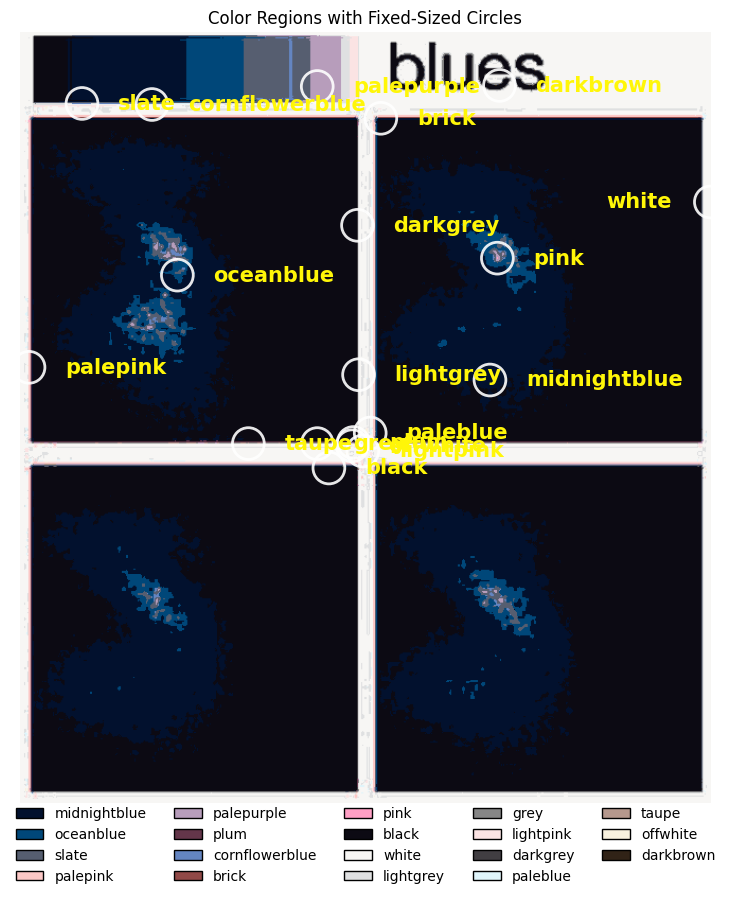 Color Regions with Fixed-Sized Circles
blues
palepurple
darkbrown
slate
cornflowerblue
brick
white
darkgrey
pink
oceanblue
palepink
lightgrey
midnightblue
paleblue
taupe
grey
lightpink
black
midnightblue palepurple pink grey taupe
oceanblue plum black lightpink offwhite
slate cornflowerblue white darkgrey darkbrown
palepink brick lightgrey paleblue